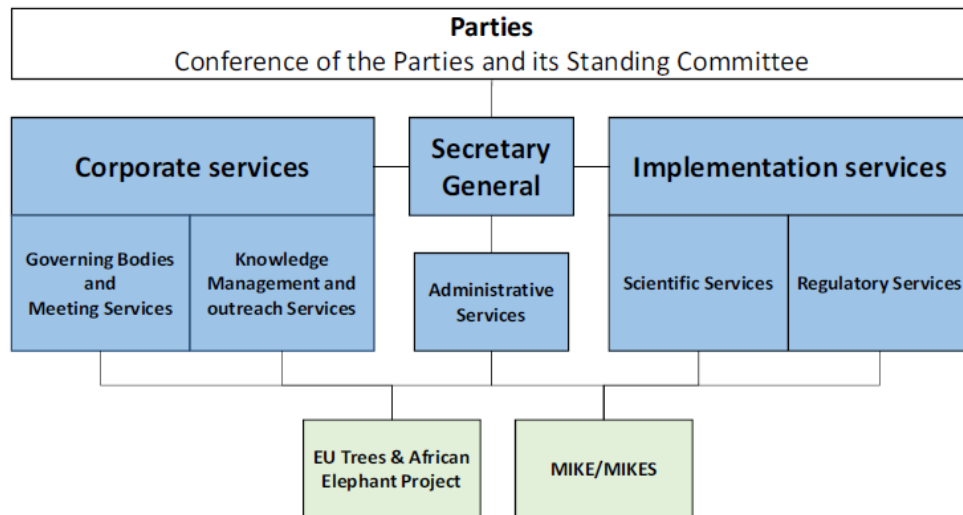 Parties
Conference of the Parties and its Standing Committee
Corporate services
Secretary
General
Implementation services
Governing Bodies
and
Meeting Services
Knowledge
Management and
outreach Services
Administrative
Services
Scientific Services
Regulatory Services
EU Trees & African
Elephant Project
MIKE/MIKES